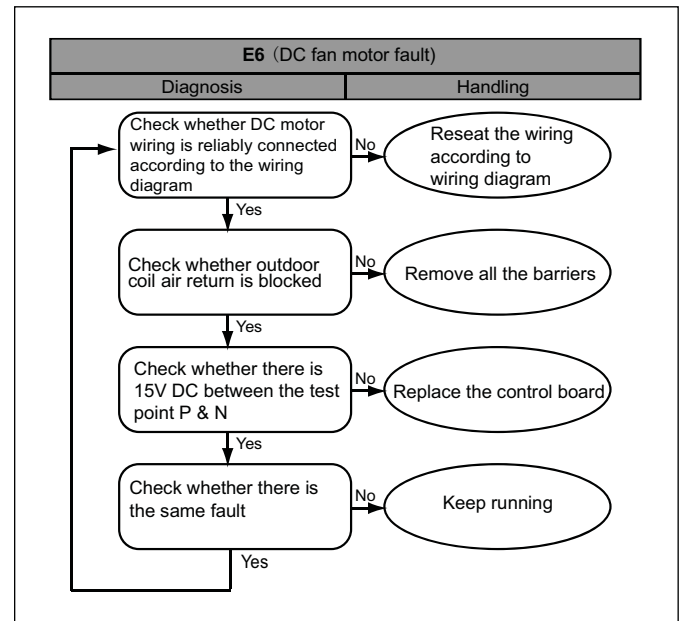 E6 (DC fan motor fault)
Diagnosis
Handling
Check whether DC motor
wiring is reliably connected
according to the wiring
diagram
No
Reseat the wiring
according to
wiring diagram
Yes
Check whether outdoor
coil air return is blocked
No
Remove all the barriers
Yes
Check whether there is
15V DC between the test
point P & N
No
Replace the control board
Yes
Check whether there is
the same fault
No
Keep running
Yes